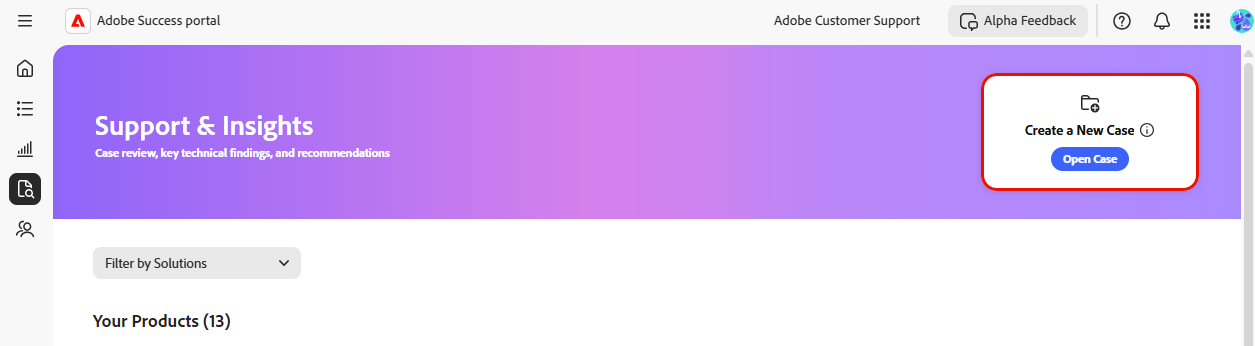 Adobe Success portal
Adobe Customer Support
Alpha Feedback
Support & Insights
Case review, key technical findings, and recommendations
Create a New Case
Open Case
Filter by Solutions
Your Products (13)